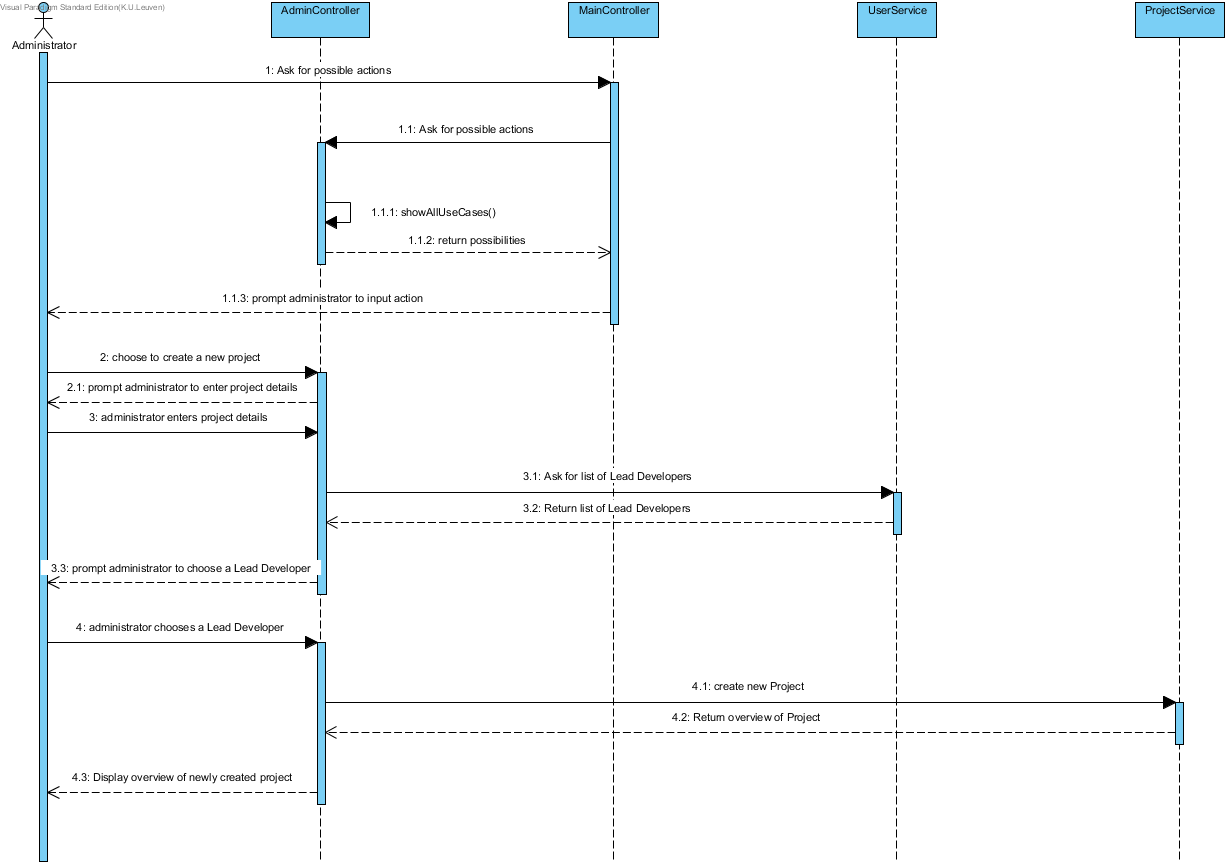 Visual Paradigm Standard Edition(K.U.Leuven)
Administrator
AdminController
MainController
UserService
ProjectService
1: Ask for possible actions
1.1: Ask for possible actions
1.1.1: showAllUseCases()
1.1.2: return possibilities
1.1.3: prompt administrator to input action
2: choose to create a new project
2.1: prompt administrator to enter project details
3: administrator enters project details
3.1: Ask for list of Lead Developers
3.2: Return list of Lead Developers
3.3: prompt administrator to choose a Lead Developer
4: administrator chooses a Lead Developer
4.1: create new Project
4.2: Return overview of Project
4.3: Display overview of newly created project